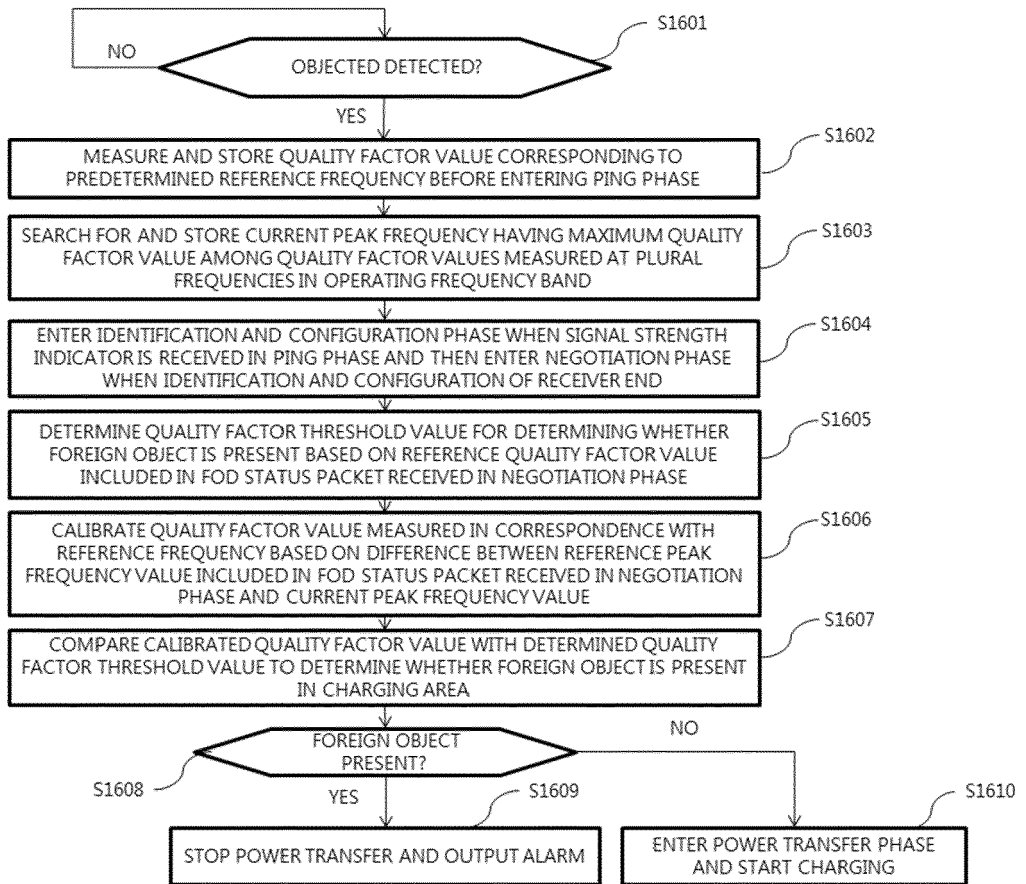 S1601
NO
OBJECTED DETECTED?
YES
S1602
MEASURE AND STORE QUALITY FACTOR VALUE CORRESPONDING TO
PREDETERMINED REFERENCE FREQUENCY BEFORE ENTERING PING PHASE
S1603
SEARCH FOR AND STORE CURRENT PEAK FREQUENCY HAVING MAXIMUM QUALITY
FACTOR VALUE AMONG QUALITY FACTOR VALUES MEASURED AT PLURAL
FREQUENCIES IN OPERATING FREQUENCY BAND
S1604
ENTER IDENTIFICATION AND CONFIGURATION PHASE WHEN SIGNAL STRENGTH
INDICATOR IS RECEIVED IN PING PHASE AND THEN ENTER NEGOTIATION PHASE
WHEN IDENTIFICATION AND CONFIGURATION OF RECEIVER END
S1605
DETERMINE QUALITY FACTOR THRESHOLD VALUE FOR DETERMINING WHETHER
FOREIGN OBJECT IS PRESENT BASED ON REFERENCE QUALITY FACTOR VALUE
INCLUDED IN FOD STATUS PACKET RECEIVED IN NEGOTIATION PHASE
S1606
CALIBRATE QUALITY FACTOR VALUE MEASURED IN CORRESPONDENCE WITH
REFERENCE FREQUENCY BASED ON DIFFERENCE BETWEEN REFERENCE PEAK
FREQUENCY VALUE INCLUDED IN FOD STATUS PACKET RECEIVED IN NEGOTIATION
PHASE AND CURRENT PEAK FREQUENCY VALUE
S1607
COMPARE CALIBRATED QUALITY FACTOR VALUE WITH DETERMINED QUALITY
FACTOR THRESHOLD VALUE TO DETERMINE WHETHER FOREIGN OBJECT IS PRESENT
IN CHARGING AREA
FOREIGN OBJECT
PRESENT?
NO
S1608
YES
S1609
S1610
STOP POWER TRANSFER AND OUTPUT ALARM
ENTER POWER TRANSFER PHASE
AND START CHARGING